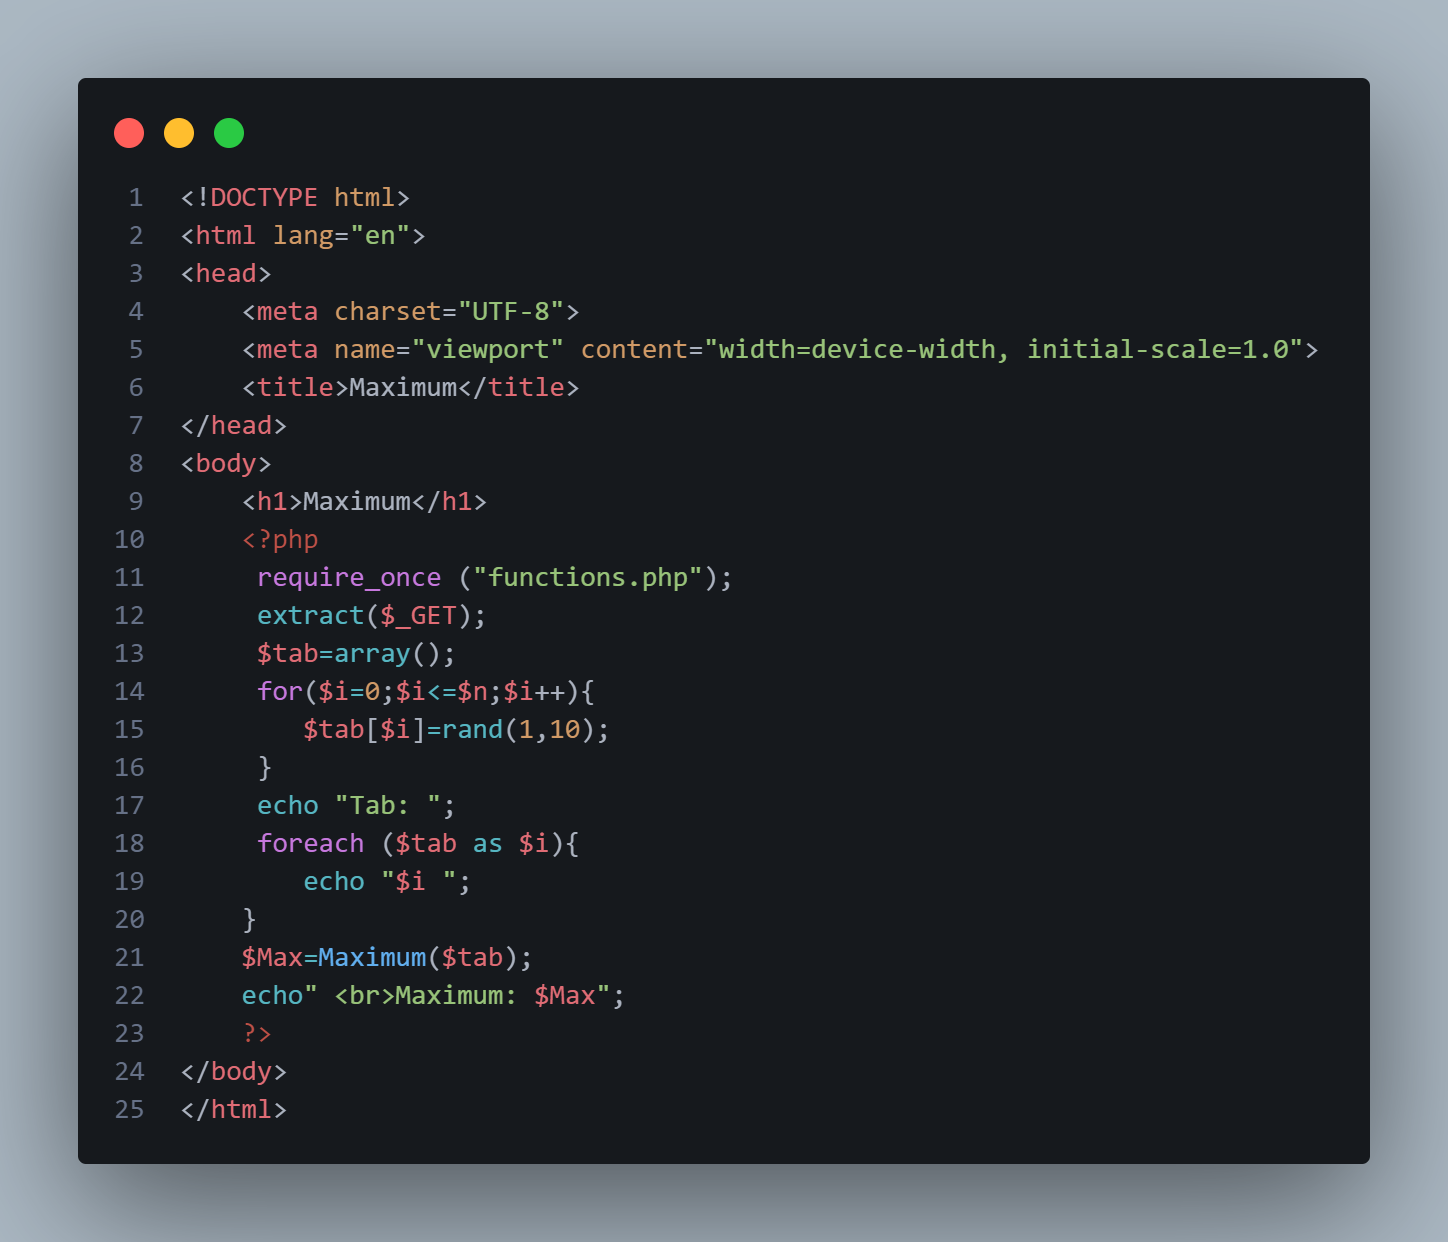 1 <!DOCTYPE html>
2 <html lang="en">
3 <head>
4     <meta charset="UTF-8">
5     <meta name="viewport" content="width=device-width, initial-scale=1.0">
6     <title>Maximum</title>
7 </head>
8 <body>
9     <h1>Maximum</h1>
10     <?php
11      require_once ("functions.php");
12      extract($_GET);
13      $tab=array();
14      for($i=0;$i<=$n;$i++){
15         $tab[$i]=rand(1,10);
16      }
17      echo "Tab: ";
18      foreach ($tab as $i){
19         echo "$i ";
20     }
21     $Max=Maximum($tab);
22     echo" <br>Maximum: $Max";
23     ?>
24 </body>
25 </html>